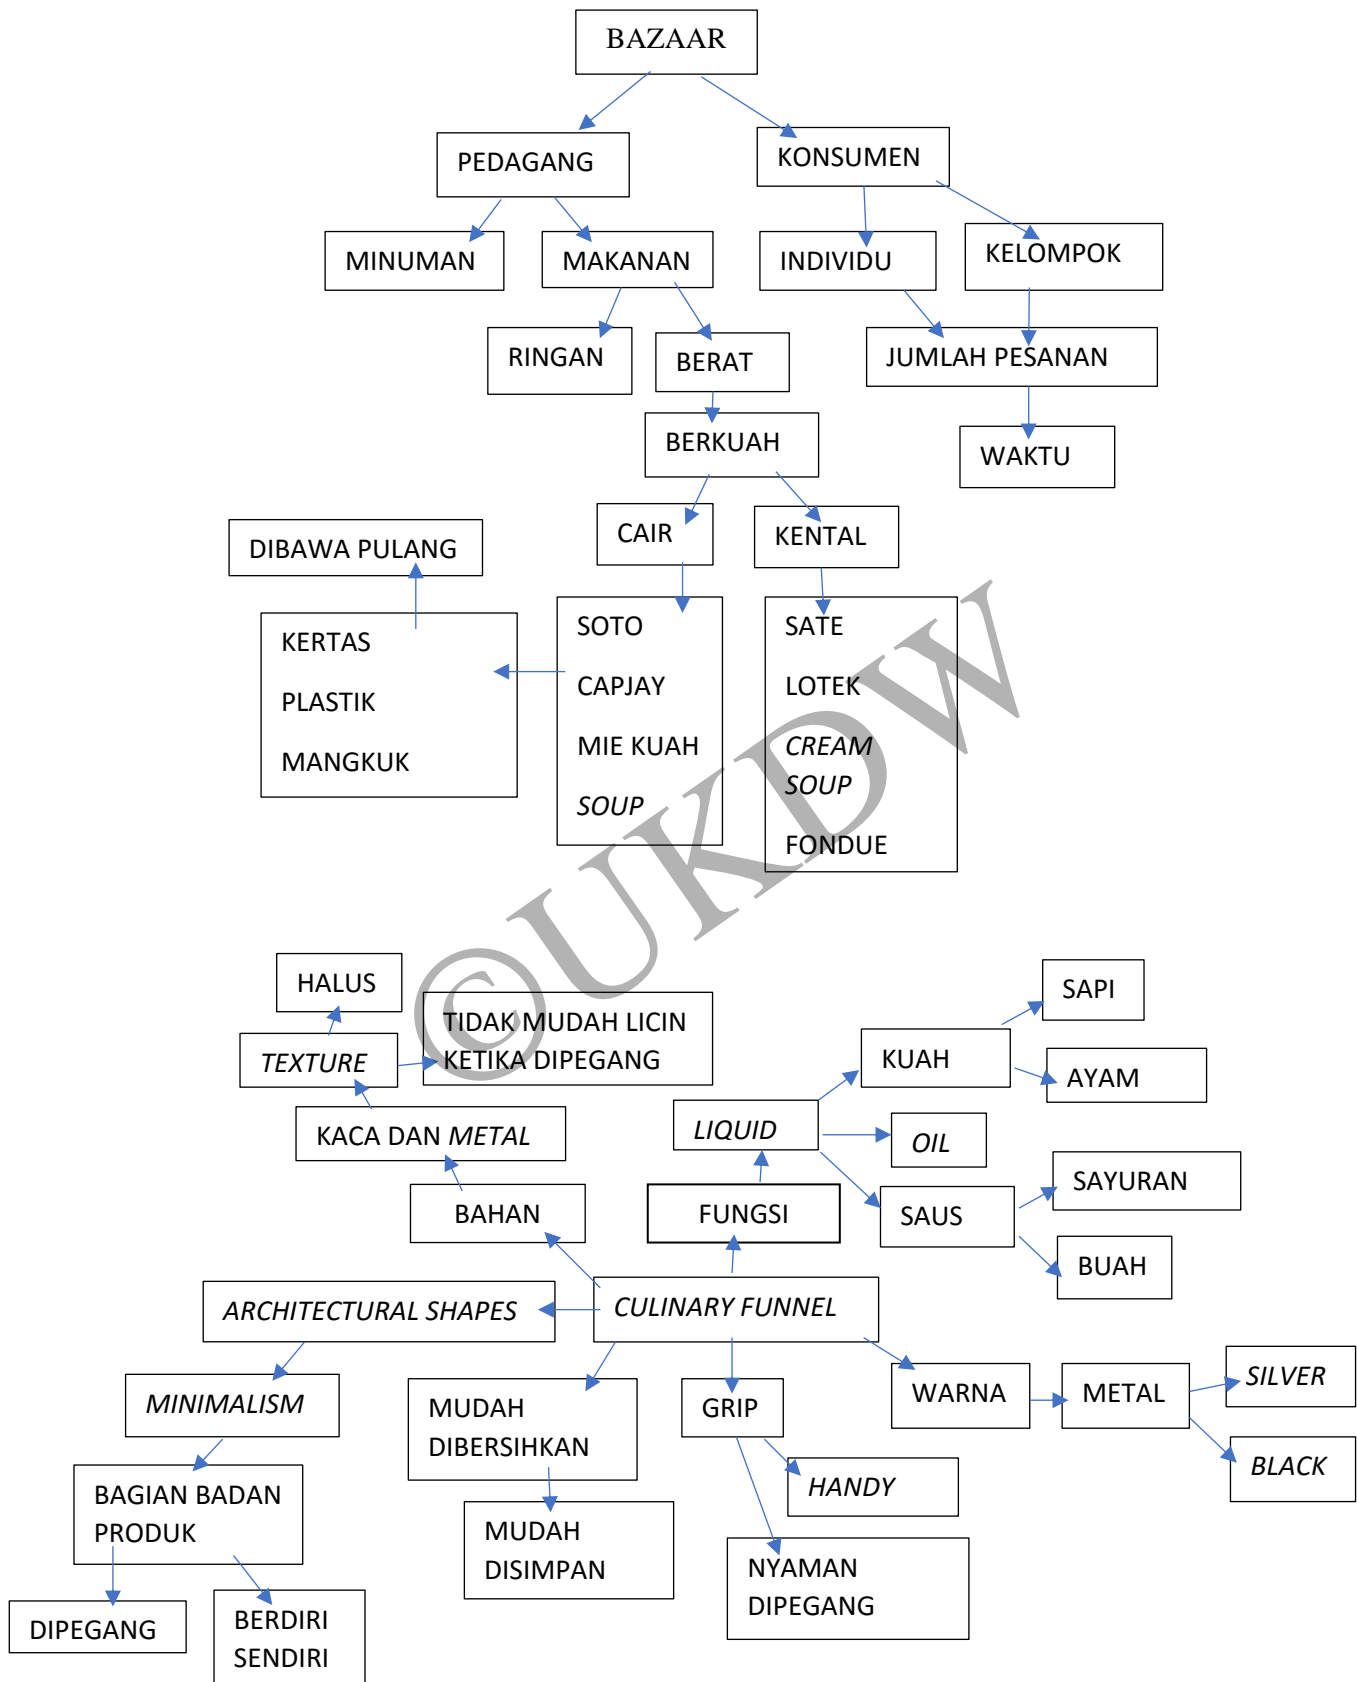 BAZAAR
PEDAGANG
KONSUMEN
MINUMAN
MAKANAN
INDIVIDU
KELOMPOK
RINGAN
BERAT
JUMLAH PESANAN
BERKUAH
WAKTU
CAIR
KENTAL
DIBAWA PULANG
KERTAS
PLASTIK
MANGKUK
SOTO
CAPJAY
MIE KUAH
SOUP
SATE
LOTEK
CREAM
SOUP
FONDUE
©UKDW
HALUS
TEXTURE
TIDAK MUDAH LICIN
KETIKA DIPEGANG
KACA DAN METAL
BAHAN
SAPI
KUAH
AYAM
LIQUID
OIL
SAYURAN
FUNGSI
SAUS
BUAH
ARCHITECTURAL SHAPES
CULINARY FUNNEL
MINIMALISM
MUDAH
DIBERSIHKAN
GRIP
WARNA
METAL
SILVER
BLACK
HANDY
BAGIAN BADAN
PRODUK
MUDAH
DISIMPAN
NYAMAN
DIPEGANG
DIPEGANG
BERDIRI
SENDIRI